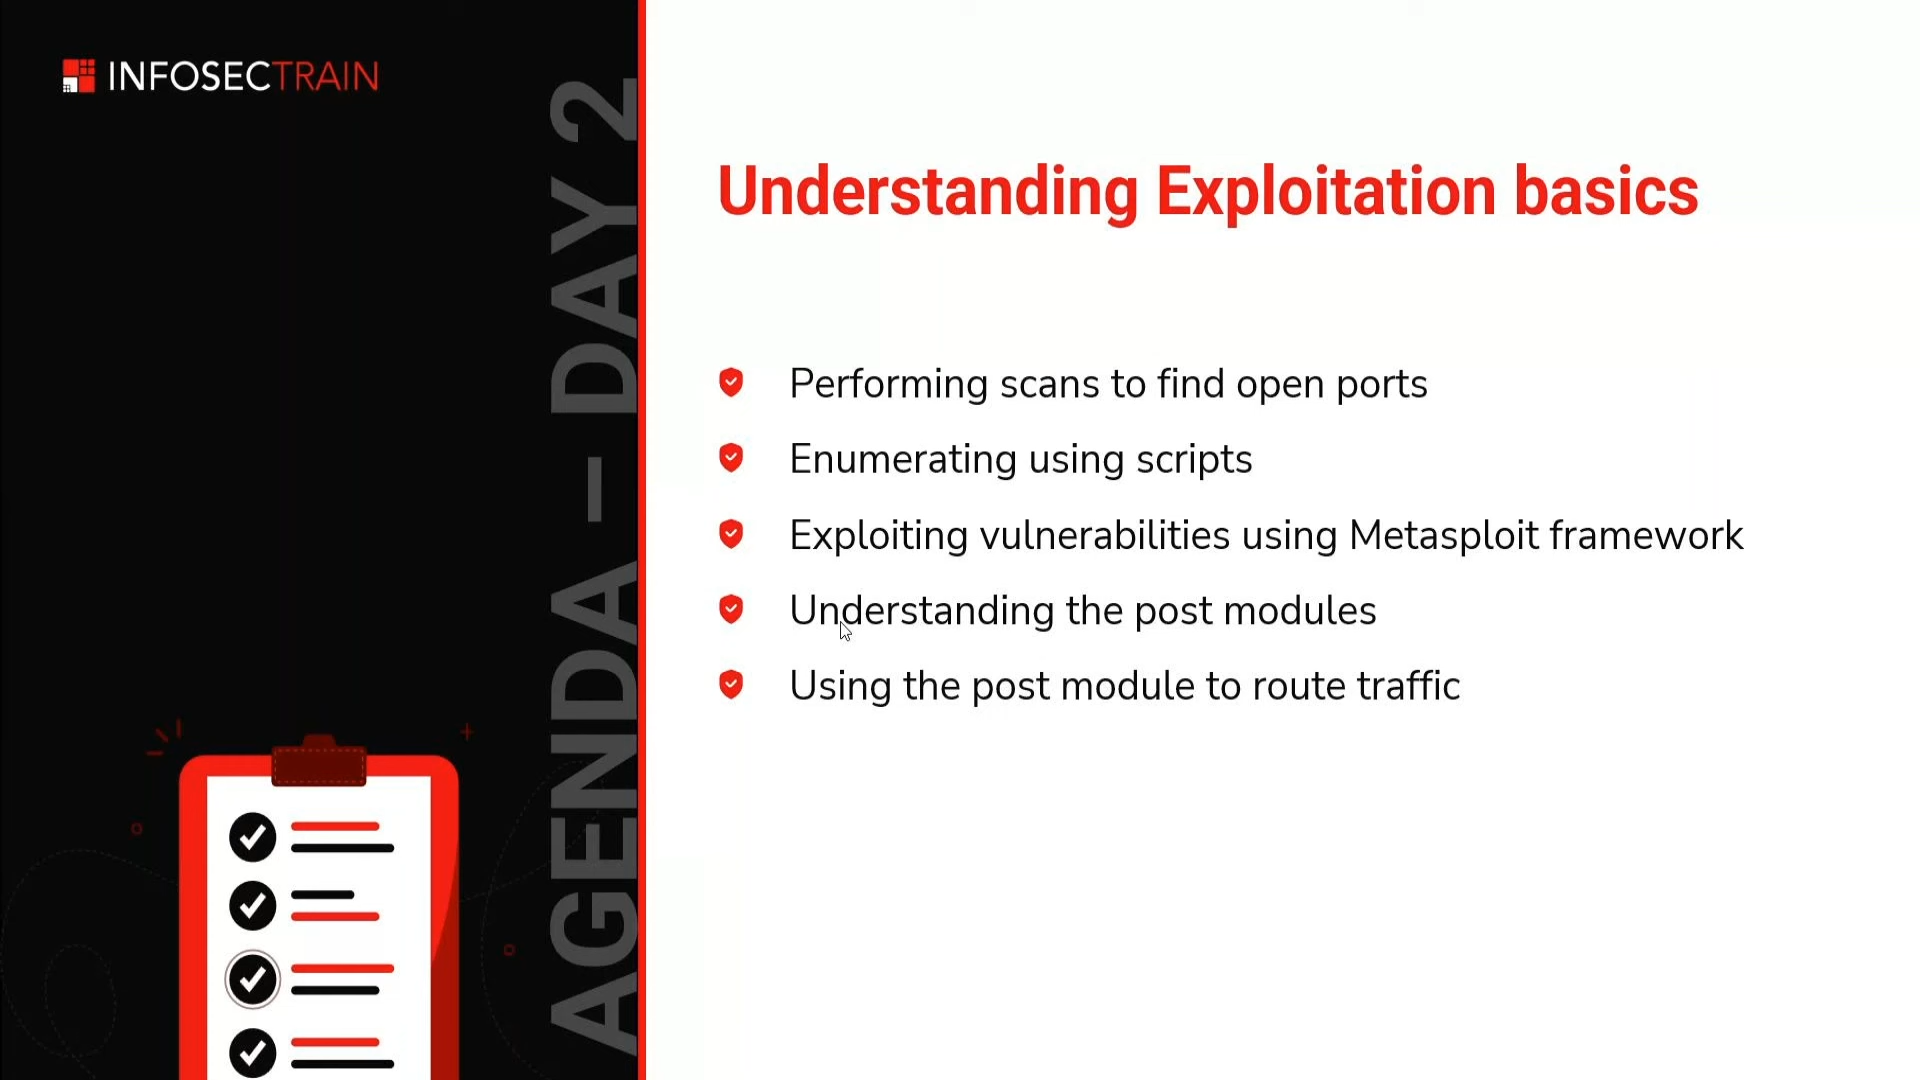 INFOSECTRAIN
AGENDA – DAY 2
Understanding Exploitation basics
Performing scans to find open ports
Enumerating using scripts
Exploiting vulnerabilities using Metasploit framework
Understanding the post modules
Using the post module to route traffic